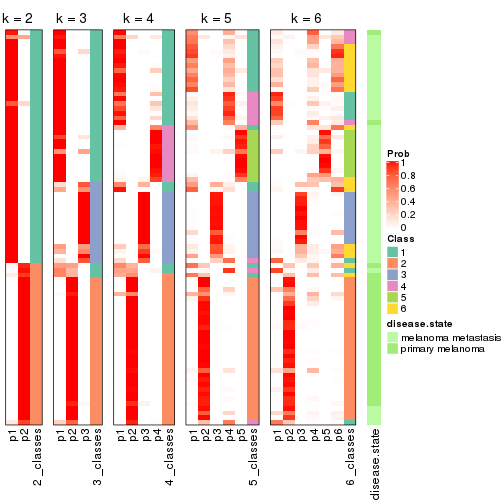 k = 2 k = 3 k = 4 k = 5 k = 6
Prob
1
0.8
0.6
0.4
0.2
0
Class
1
2
3
4
5
6
disease.state
melanoma metastasis
primary melanoma
p1 p2 2_classes p1 p2 p3 3_classes p1 p2 p3 p4 4_classes p1 p2 p3 p4 p5 5_classes p1 p2 p3 p4 p5 p6 6_classes disease.state